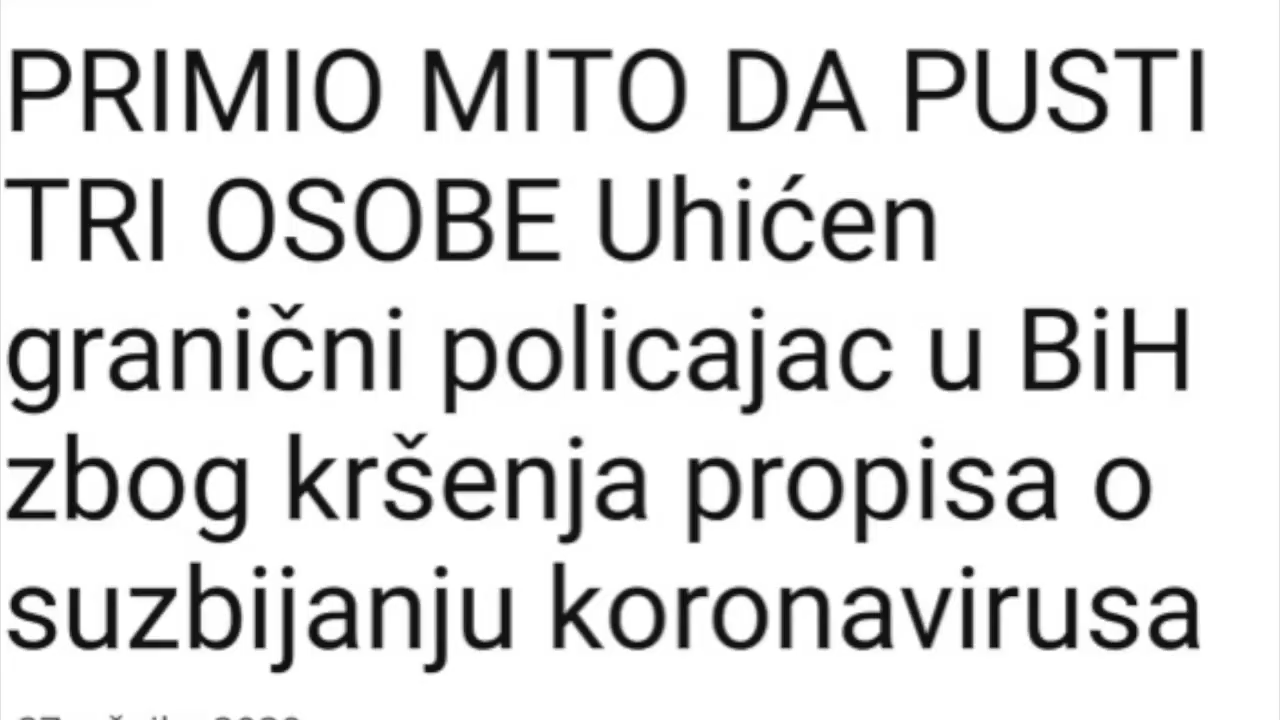 PRIMIO MITO DA PUSTI
TRI OSOBE Uhićen
granični policajac u BiH
zbog kršenja propisa o
suzbijanju koronavirusa